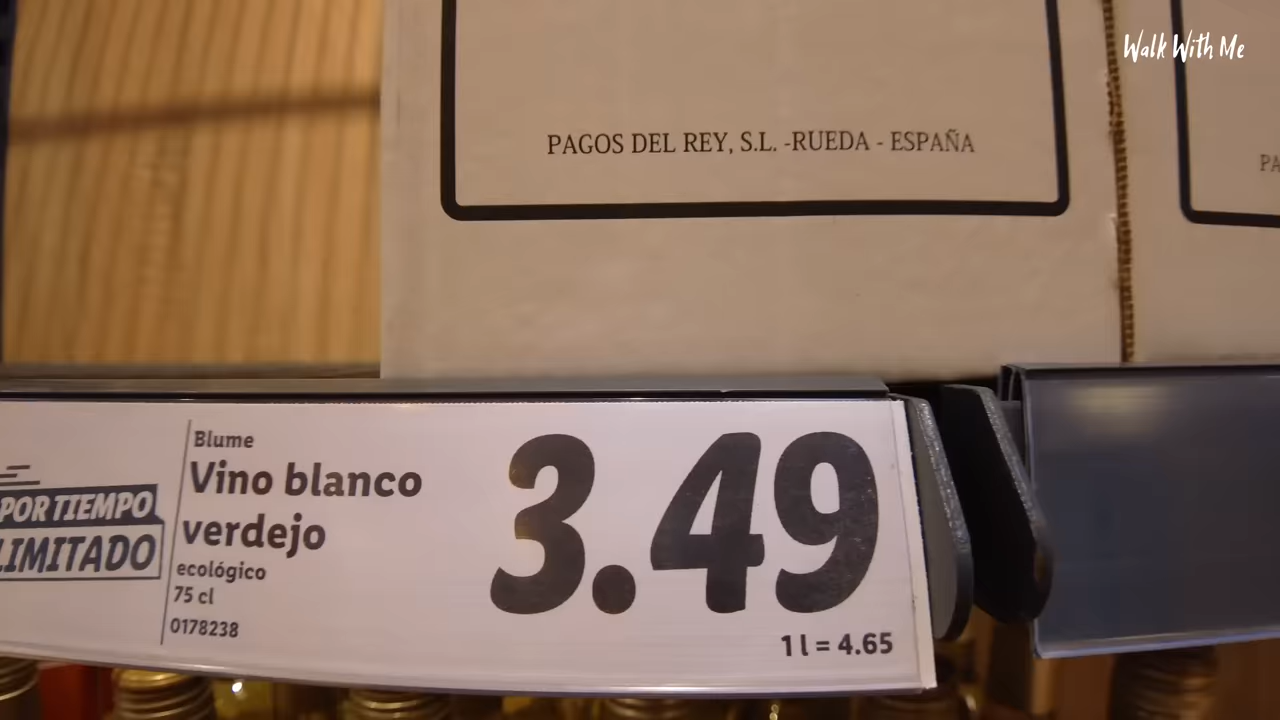 Walk With Me
PAGOS DEL REY, S.L. -RUEDA - ESPAÑA
PA
POR TIEMPO
LIMITADO
Blume
Vino blanco
verdejo
ecológico
75 cl
0178238
3.49
1 l = 4.65